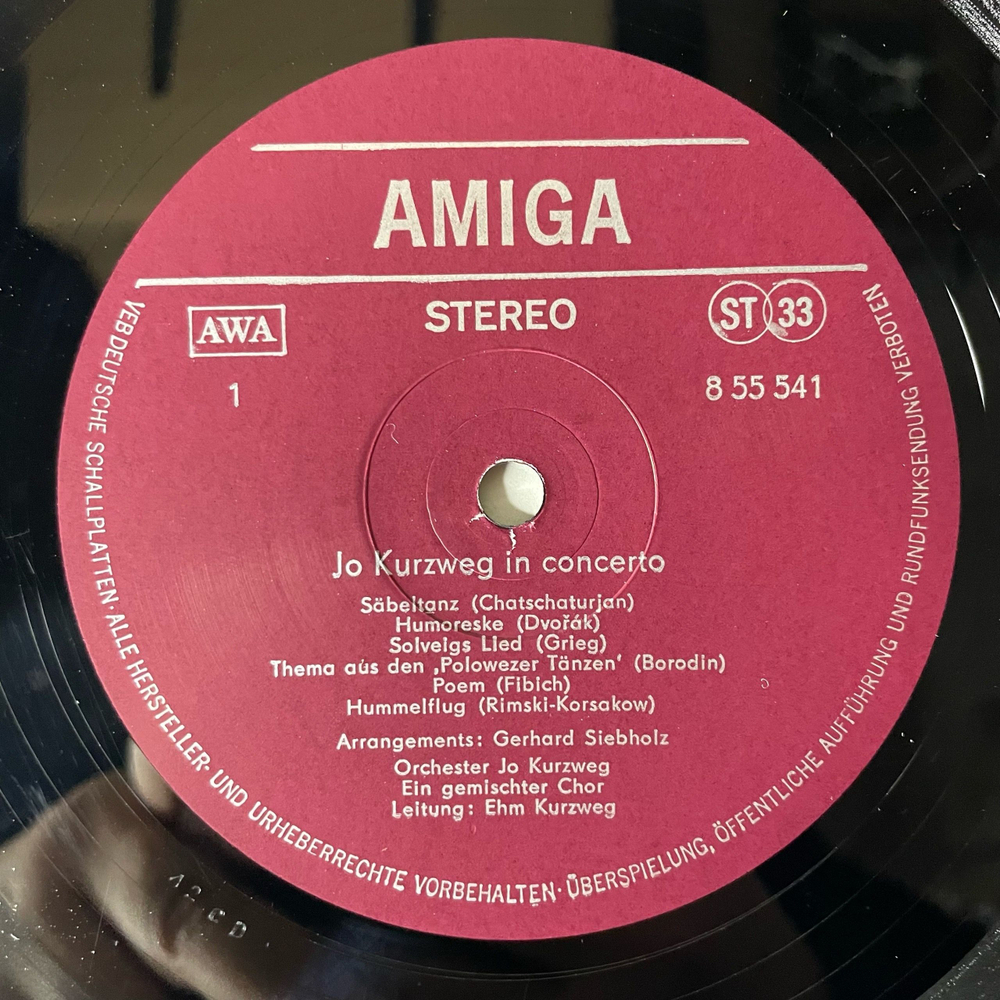 AMIGA
AWA
STEREO
ST 33
1
8 55 541
Jo Kurzweg in concerto
Säbeltanz (Chatschaturjan)
Humoreske (Dvořák)
Solveigs Lied (Grieg)
Thema aus den ‚Polowezer Tänzen‘ (Borodin)
Poem (Fibich)
Hummelflug (Rimski-Korsakow)
Arrangements: Gerhard Siebholz
Orchester Jo Kurzweg
Ein gemischter Chor
Leitung: Ehm Kurzweg
VEB DEUTSCHE SCHALLPLATTEN · ALLE HERSTELLER- UND URHEBERRECHTE VORBEHALTEN · ÜBERSPIELUNG, ÖFFENTLICHE AUFFÜHRUNG UND RUNDFUNKSENDUNG VERBOTEN